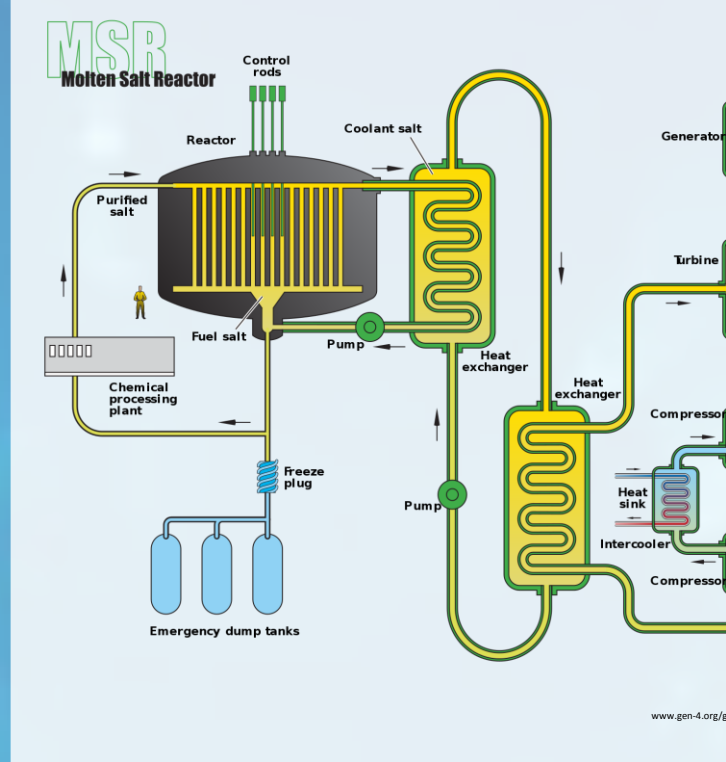 MSR
Molten Salt Reactor
Control
rods
Reactor
Coolant salt
Generator
Purified
salt
Turbine
Fuel salt
Pump
Heat
exchanger
Chemical
processing
plant
Heat
exchanger
Compressor
Freeze
plug
Pump
Heat
sink
Intercooler
Compressor
Emergency dump tanks
www.gen-4.org/g